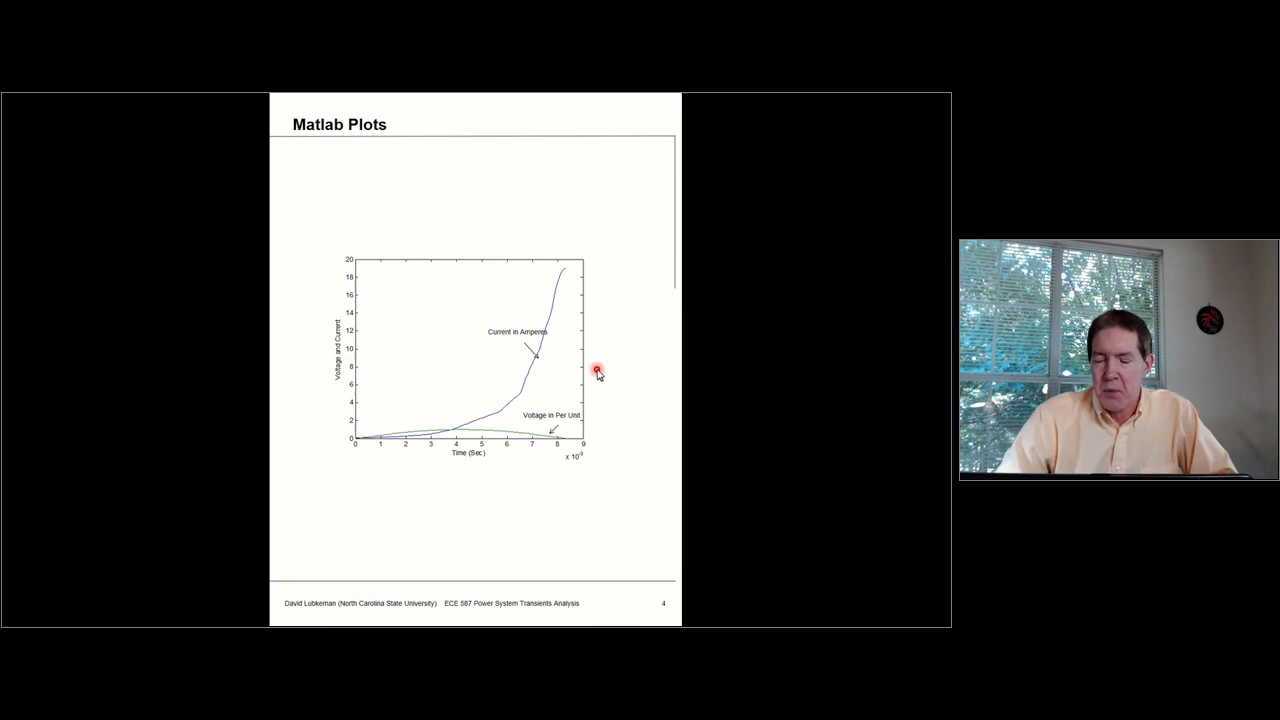 Matlab Plots
20
18
16
14
12
10
8
6
4
2
0
Voltage and Current
Current in Amperes
Voltage in Per Unit
0 1 2 3 4 5 6 7 8 9
Time (Sec)
x 10-3
David Lubkeman (North Carolina State University) ECE 587 Power System Transients Analysis 4